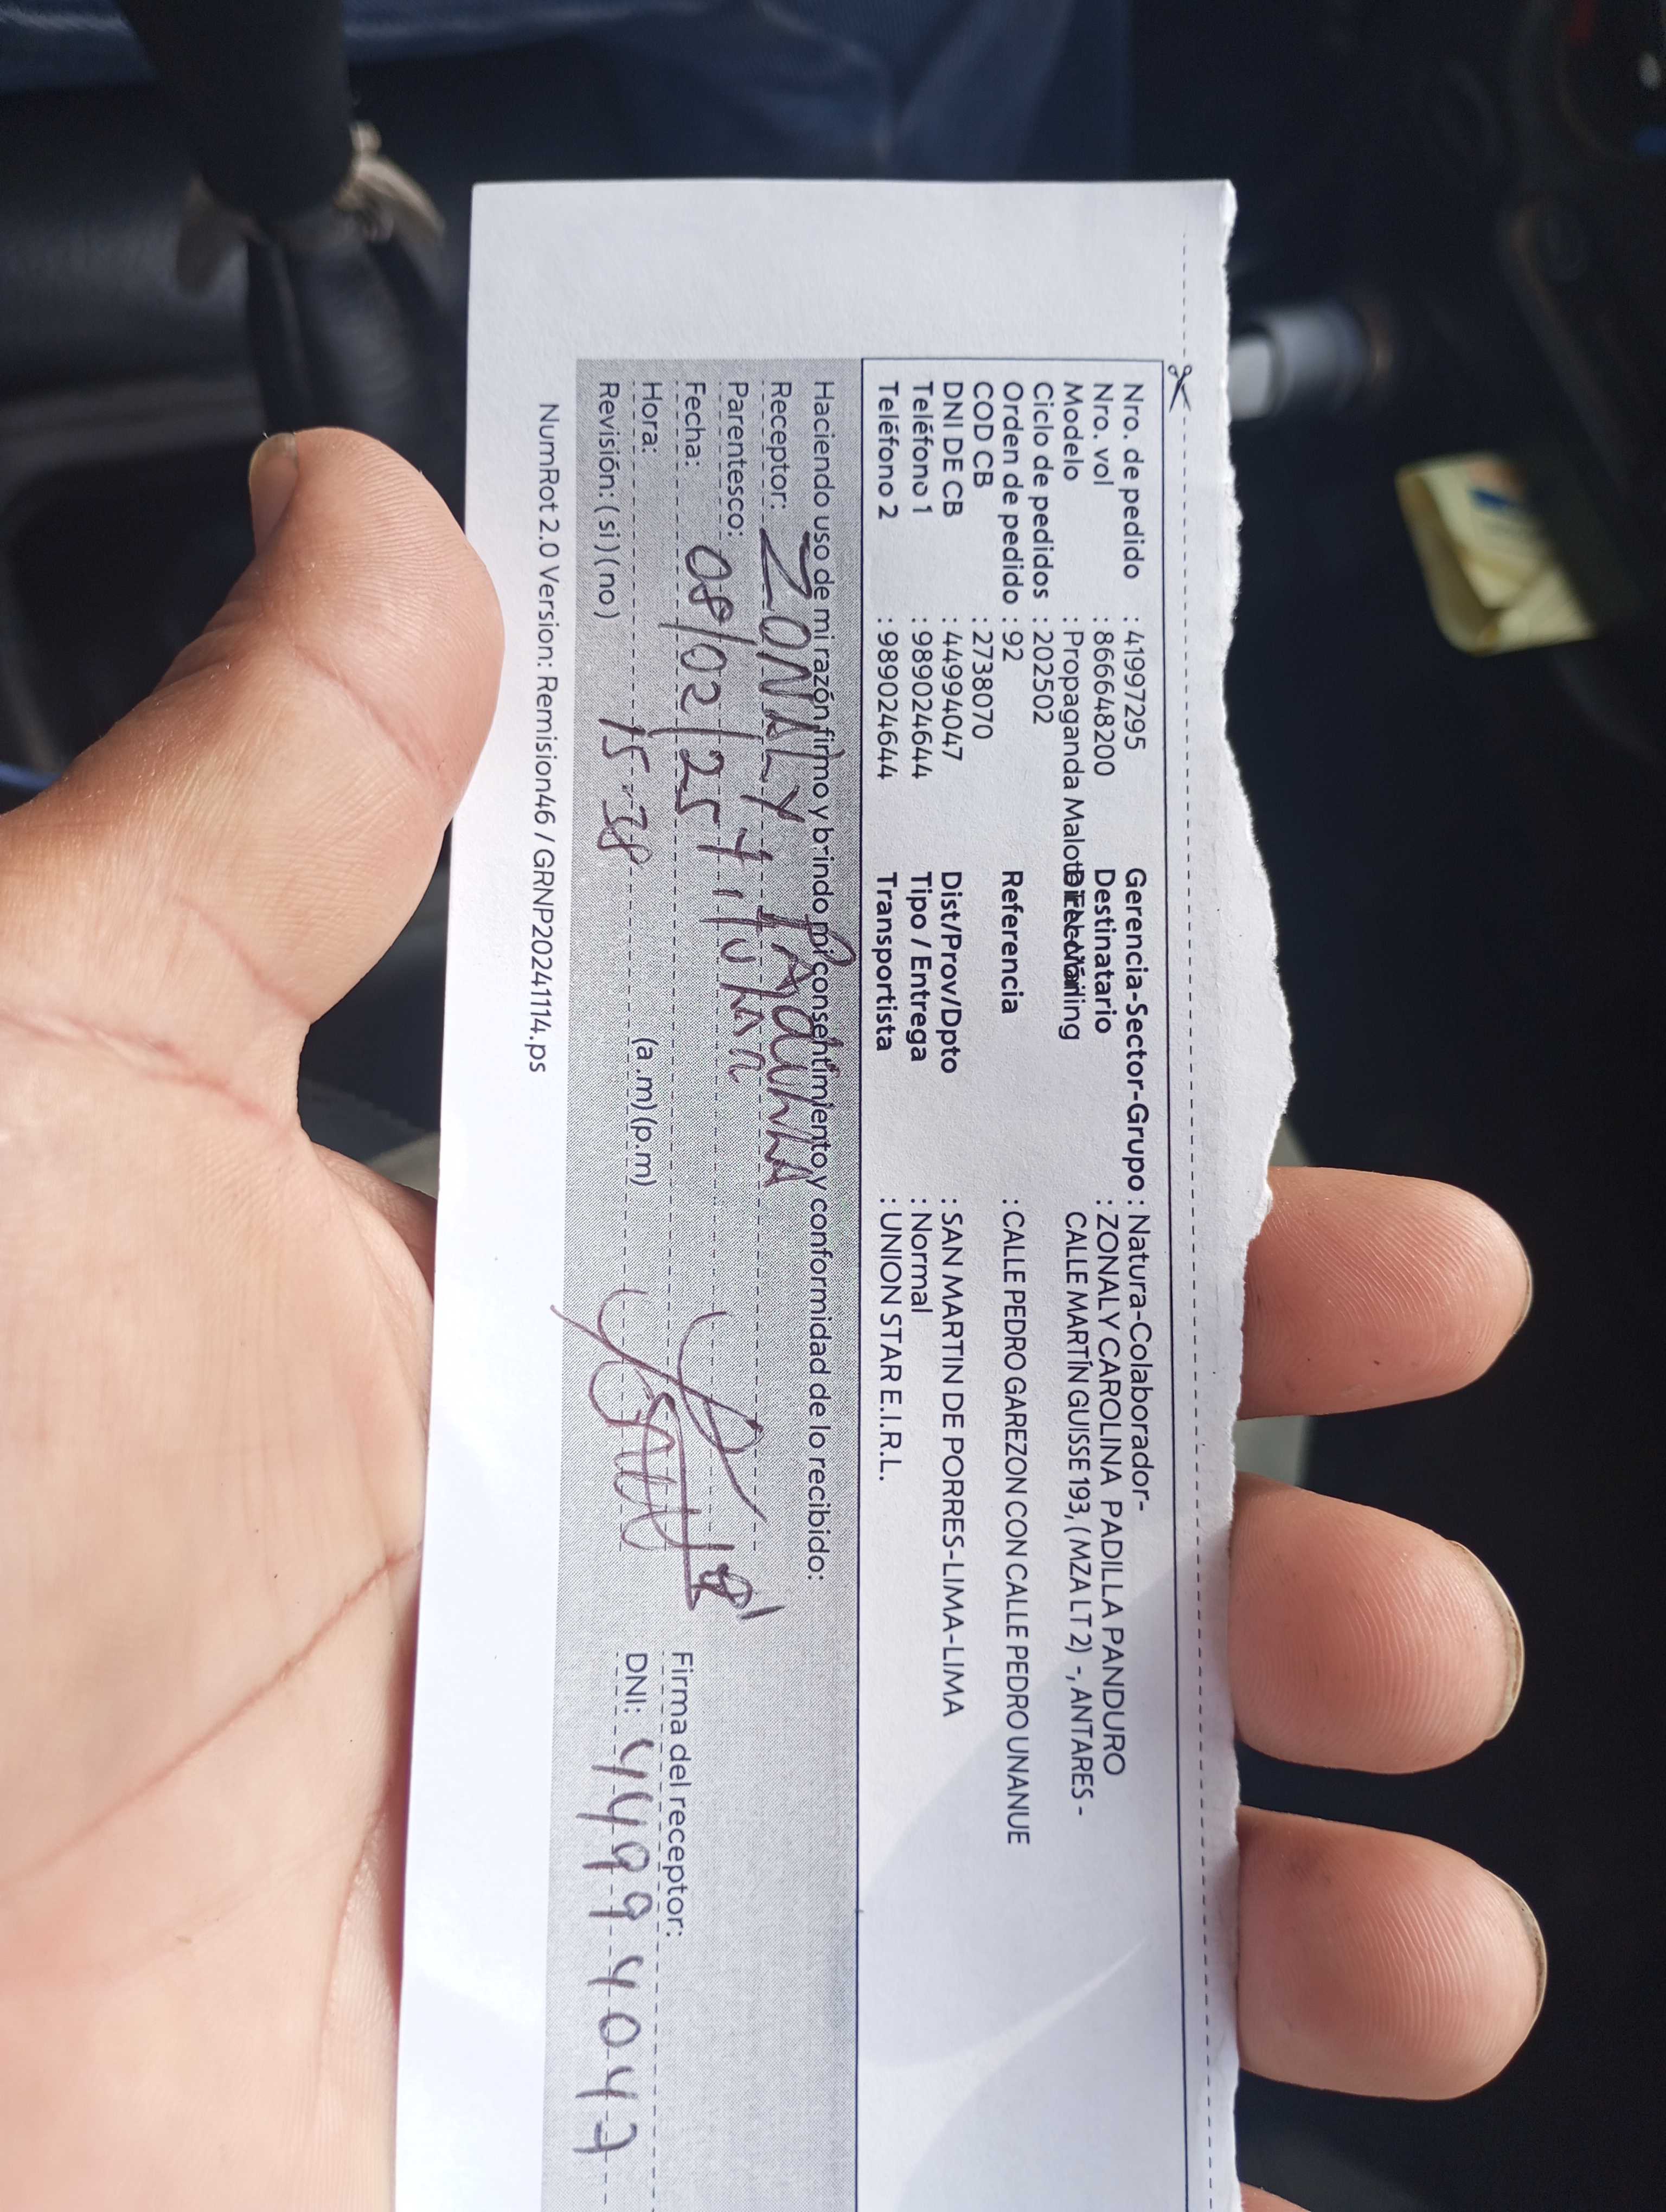 Nro. de pedido : 41997295 Gerencia-Sector-Grupo : Natura-Colaborador-
Nro. vol : 866648200 Destinatario : ZONALY CAROLINA PADILLA PANDURO
Modelo : Propaganda Malote Tec-Mailing Dirección CALLE MARTÍN GUISSE 193, (MZA LT 2) -, ANTARES -
Ciclo de pedidos : 202502
Orden de pedido : 92 Referencia : CALLE PEDRO GAREZON CON CALLE PEDRO UNANUE
COD CB : 2738070
DNI DE CB : 44994047 Dist/Prov/Dpto : SAN MARTIN DE PORRES-LIMA-LIMA
Teléfono 1 : 989024644 Tipo / Entrega : Normal
Teléfono 2 : 989024644 Transportista : UNION STAR E.I.R.L.
Haciendo uso de mi razón firmo y brindo mi consentimiento y conformidad de lo recibido:
Receptor: ZONALY PAdiLLA
Parentesco: Titular
Fecha: 08/02/25 Firma del receptor:
Hora: 15:38 (a.m) (p.m) DNI: 44994047
Revisión: ( si ) ( no )
NumRot 2.0 Version: Remision46 / GRNP20241114.ps